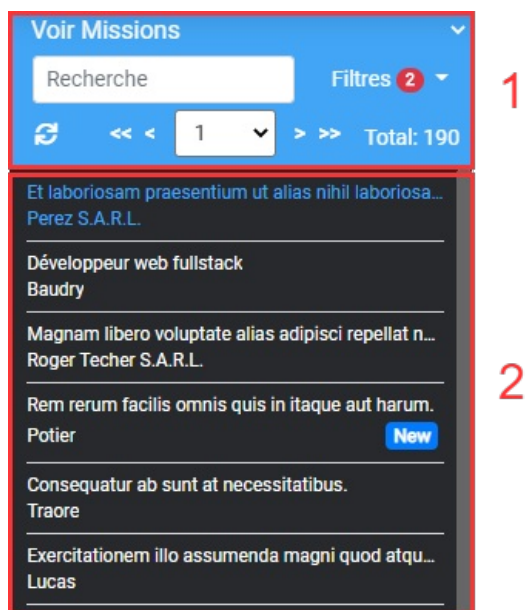 Voir Missions
Recherche
Filtres 2
1
<< < 1 > >> Total: 190
Et laboriosam praesentium ut alias nihil laboriosa...
Perez S.A.R.L.
Développeur web fullstack
Baudry
Magnam libero voluptate alias adipisci repellat n...
Roger Techer S.A.R.L.
2
Rem rerum facilis omnis quis in itaque aut harum.
Potier
New
Consequatur ab sunt at necessitatibus.
Traore
Exercitationem illo assumenda magni quod atqu...
Lucas